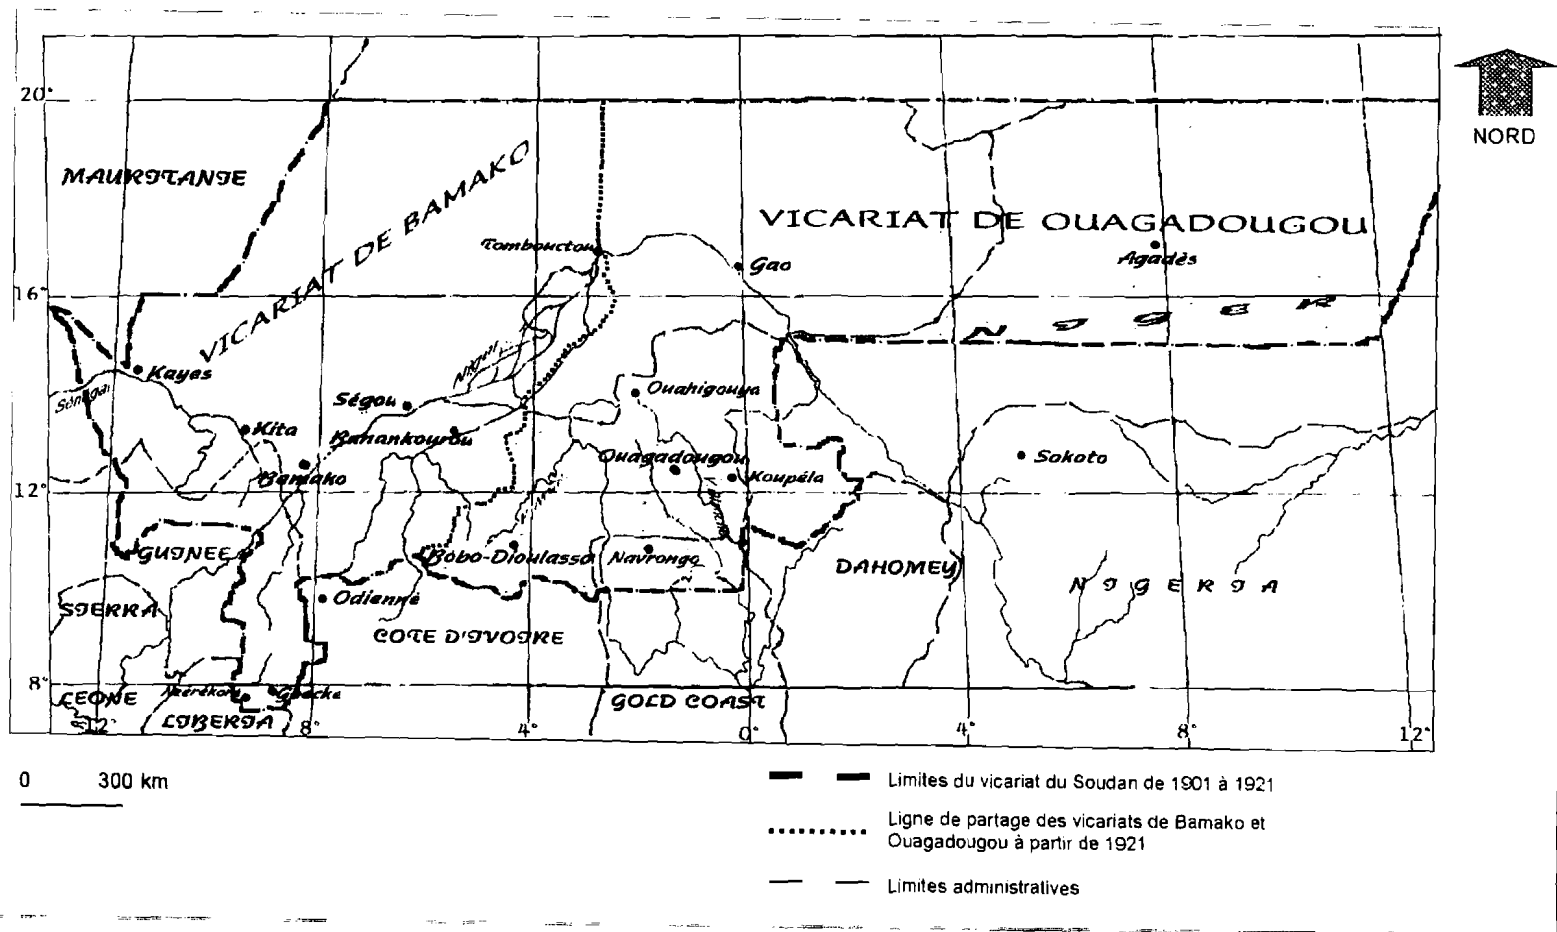 NORD
20°
MAURITANIE
VICARIAT DE BAMAKO
VICARIAT DE OUAGADOUGOU
Tombouctou
Gao
Agadès
16°
NIGER
Kayes
Niger
Sénégal
Ségou
Ouahigouya
Kita
Banankourou
Ouagadougou
Koupéla
Sokoto
Bamako
12°
GUINEE
Bobo-Dioulasso
Navrongo
DAHOMEY
NIGERIA
SIERRA
Odienné
COTE D'IVOIRE
8°
LEONE
Nzérékoré
Gouécke
GOLD COAST
LIBERIA
12°
8°
4°
0°
4°
8°
12°
0 300 km
Limites du vicariat du Soudan de 1901 à 1921
Ligne de partage des vicariats de Bamako et
Ouagadougou à partir de 1921
Limites administratives